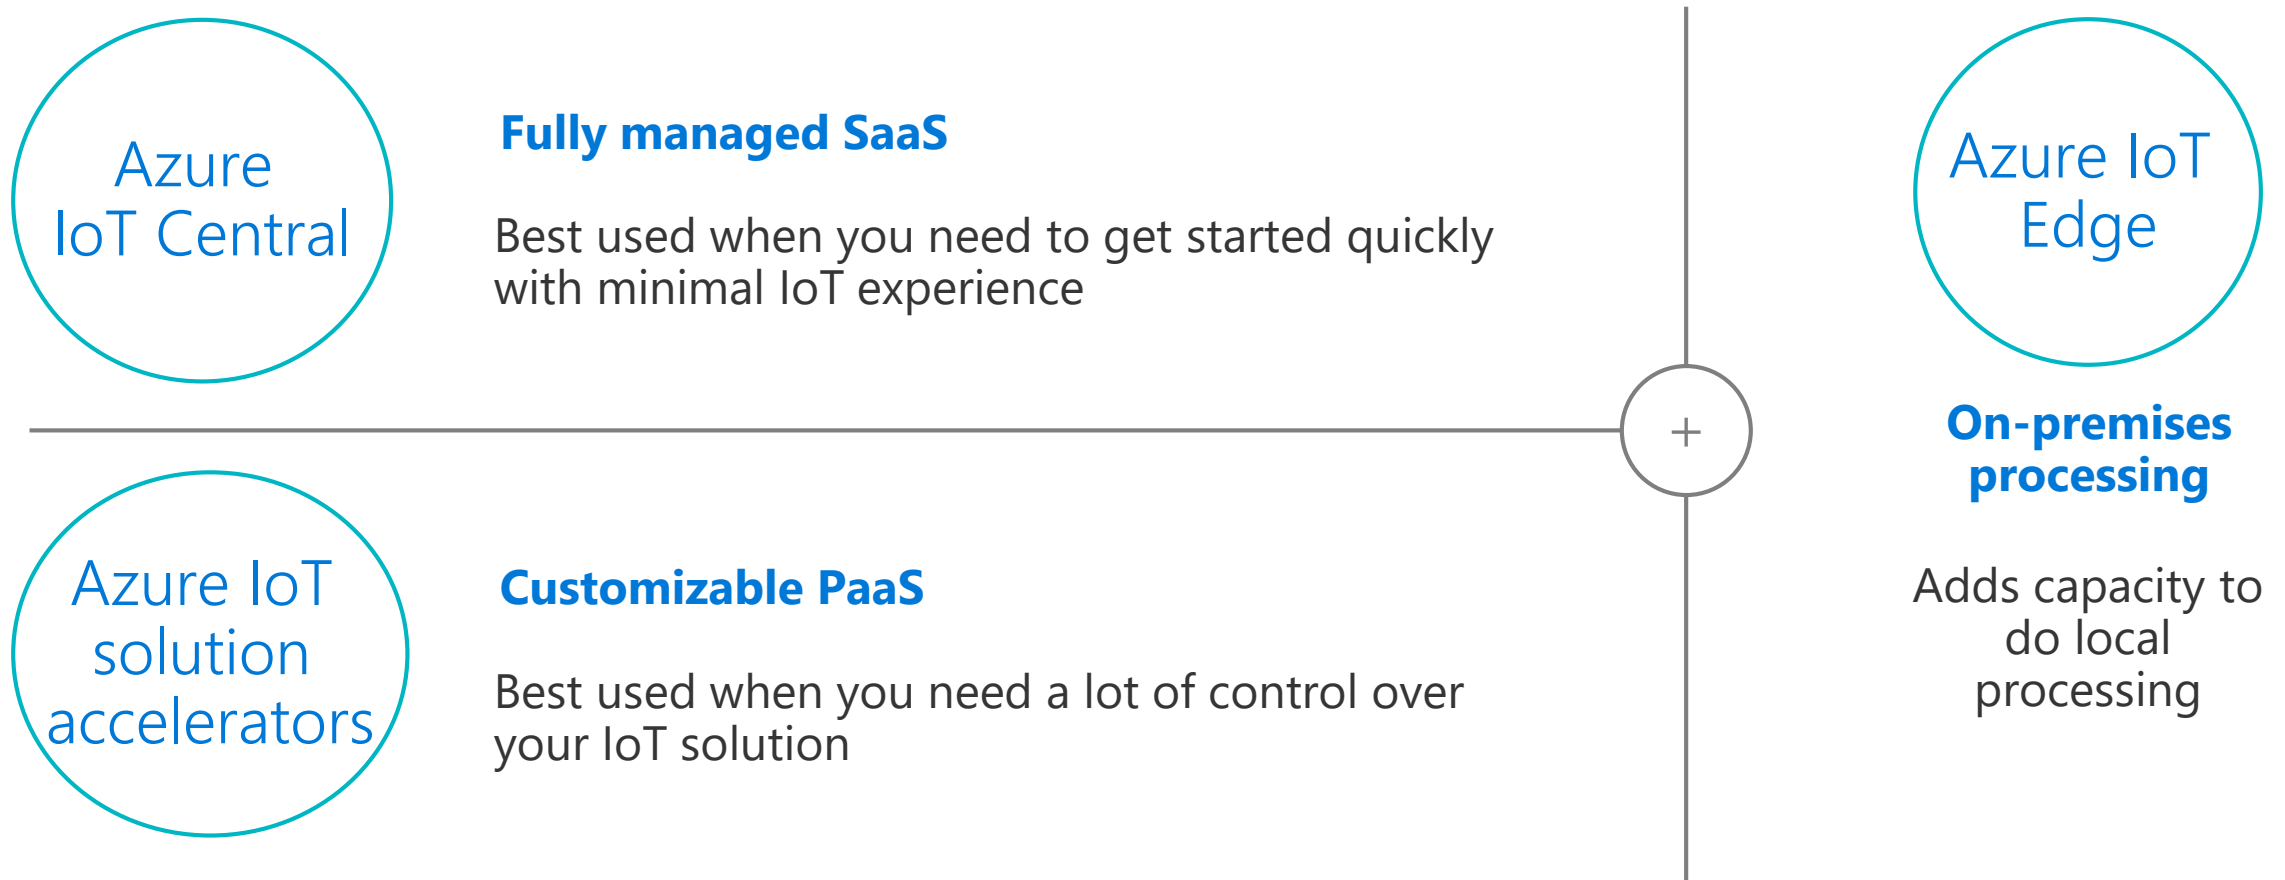 Azure
IoT Central
Fully managed SaaS
Best used when you need to get started quickly
with minimal IoT experience
Azure IoT
solution
accelerators
Customizable PaaS
Best used when you need a lot of control over
your IoT solution
+
Azure IoT
Edge
On-premises
processing
Adds capacity to
do local
processing